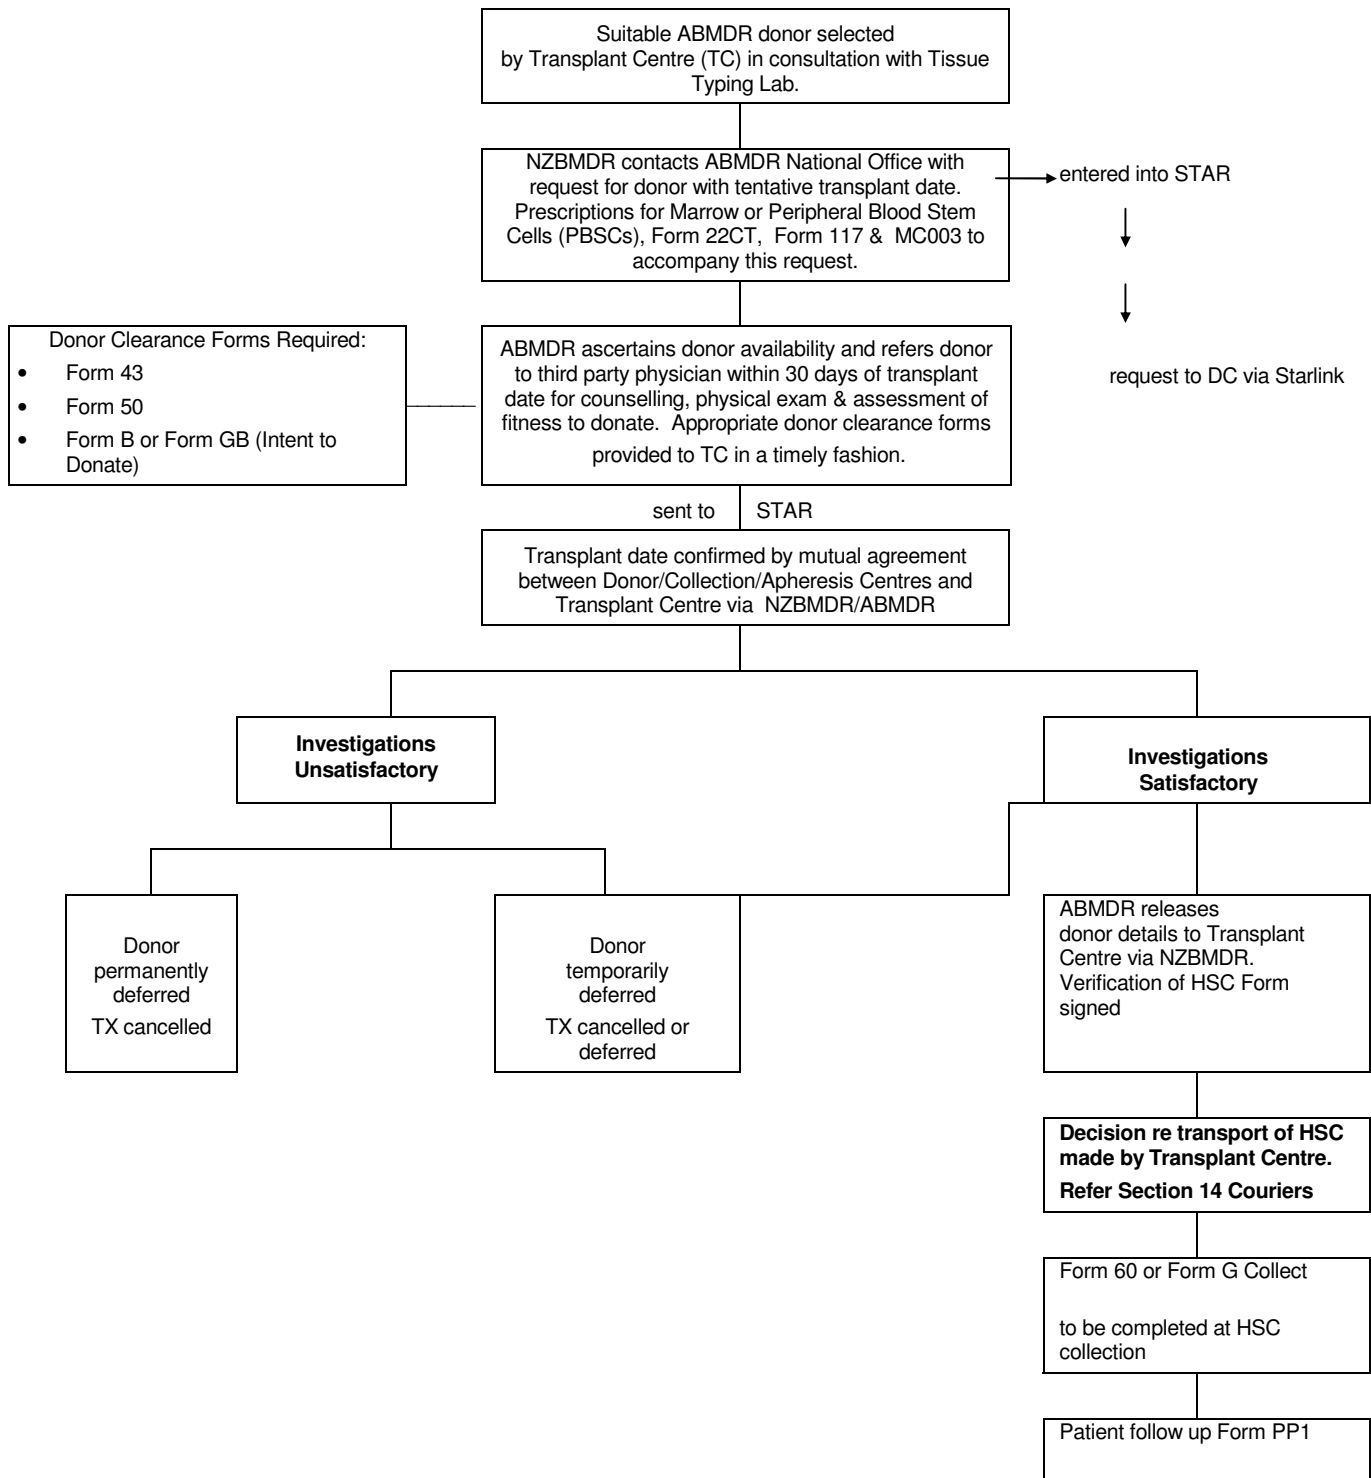 Suitable ABMDR donor selected
by Transplant Centre (TC) in consultation with Tissue
Typing Lab.
NZBMDR contacts ABMDR National Office with
request for donor with tentative transplant date.
Prescriptions for Marrow or Peripheral Blood Stem
Cells (PBSCs), Form 22CT, Form 117 & MC003 to
accompany this request.
entered into STAR
request to DC via Starlink
Donor Clearance Forms Required:
• Form 43
• Form 50
• Form B or Form GB (Intent to
Donate)
ABMDR ascertains donor availability and refers donor
to third party physician within 30 days of transplant
date for counselling, physical exam & assessment of
fitness to donate. Appropriate donor clearance forms
provided to TC in a timely fashion.
sent to STAR
Transplant date confirmed by mutual agreement
between Donor/Collection/Apheresis Centres and
Transplant Centre via NZBMDR/ABMDR
Investigations
Unsatisfactory
Investigations
Satisfactory
Donor
permanently
deferred
TX cancelled
Donor
temporarily
deferred
TX cancelled or
deferred
ABMDR releases
donor details to Transplant
Centre via NZBMDR.
Verification of HSC Form
signed
Decision re transport of HSC
made by Transplant Centre.
Refer Section 14 Couriers
Form 60 or Form G Collect
to be completed at HSC
collection
Patient follow up Form PP1